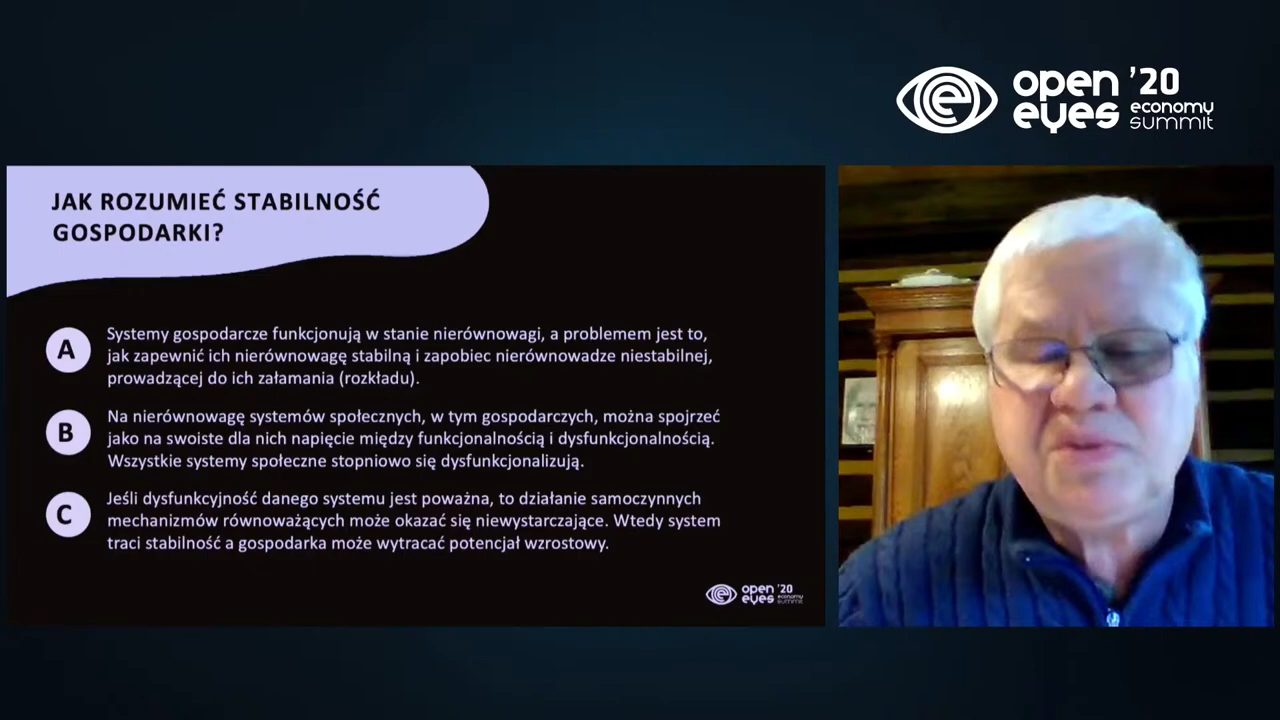 open '20
eyes economy
summit
JAK ROZUMIEĆ STABILNOŚĆ
GOSPODARKI?
A
Systemy gospodarcze funkcjonują w stanie nierównowagi, a problemem jest to,
jak zapewnić ich nierównowagę stabilną i zapobiec nierównowadze niestabilnej,
prowadzącej do ich załamania (rozkładu).
B
Na nierównowagę systemów społecznych, w tym gospodarczych, można spojrzeć
jako na swoiste dla nich napięcie między funkcjonalnością i dysfunkcjonalnością.
Wszystkie systemy społeczne stopniowo się dysfunkcjonalizują.
C
Jeśli dysfunkcyjność danego systemu jest poważna, to działanie samoczynnych
mechanizmów równoważących może okazać się niewystarczające. Wtedy system
traci stabilność a gospodarka może wytracać potencjał wzrostowy.
open '20
eyes economy
summit